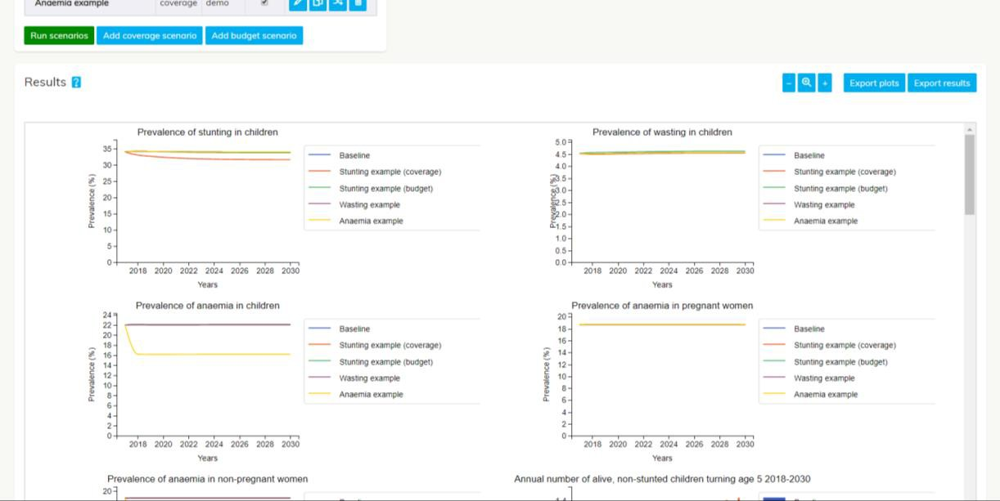 Anaemia example coverage demo
Run scenarios Add coverage scenario Add budget scenario
Results ?
- + Export plots Export results
Prevalence of stunting in children
Prevalence (%)
35
30
25
20
15
10
5
0
2018 2020 2022 2024 2026 2028 2030
Years
Baseline
Stunting example (coverage)
Stunting example (budget)
Wasting example
Anaemia example
Prevalence of wasting in children
Prevalence (%)
5.0
4.5
4.0
3.5
3.0
2.5
2.0
1.5
1.0
0.5
0.0
2018 2020 2022 2024 2026 2028 2030
Years
Baseline
Stunting example (coverage)
Stunting example (budget)
Wasting example
Anaemia example
Prevalence of anaemia in children
Prevalence (%)
24
22
20
18
16
14
12
10
8
6
4
2
0
2018 2020 2022 2024 2026 2028 2030
Years
Baseline
Stunting example (coverage)
Stunting example (budget)
Wasting example
Anaemia example
Prevalence of anaemia in pregnant women
Prevalence (%)
20
18
16
14
12
10
8
6
4
2
0
2018 2020 2022 2024 2026 2028 2030
Years
Baseline
Stunting example (coverage)
Stunting example (budget)
Wasting example
Anaemia example
Prevalence of anaemia in non-pregnant women
20
Annual number of alive, non-stunted children turning age 5 2018-2030